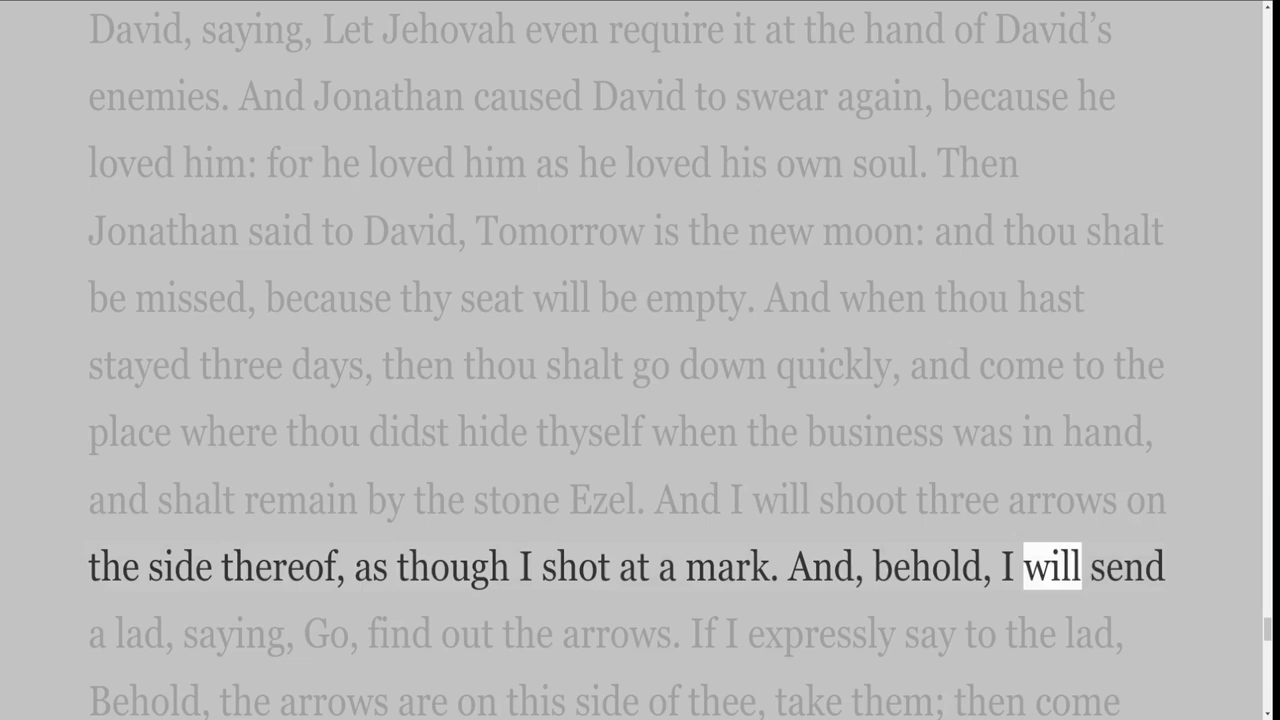 David, saying, Let Jehovah even require it at the hand of David’s
enemies. And Jonathan caused David to swear again, because he
loved him: for he loved him as he loved his own soul. Then
Jonathan said to David, Tomorrow is the new moon: and thou shalt
be missed, because thy seat will be empty. And when thou hast
stayed three days, then thou shalt go down quickly, and come to the
place where thou didst hide thyself when the business was in hand,
and shalt remain by the stone Ezel. And I will shoot three arrows on
the side thereof, as though I shot at a mark. And, behold, I will send
a lad, saying, Go, find out the arrows. If I expressly say to the lad,
Behold, the arrows are on this side of thee, take them; then come